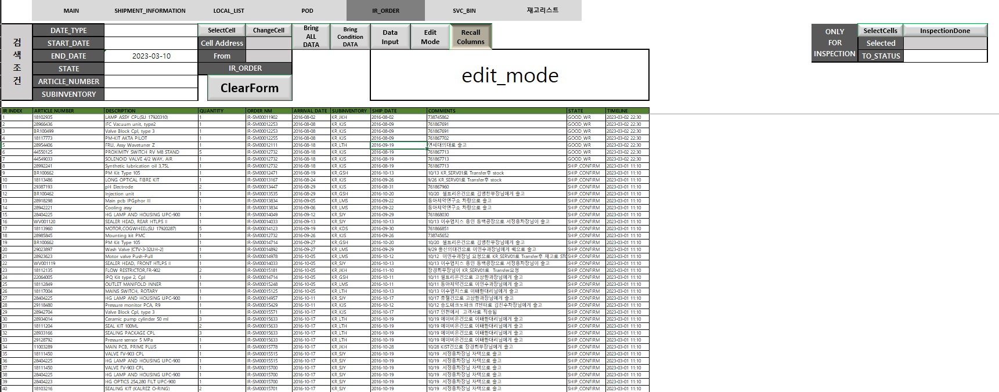 MAIN SHIPMENT_INFORMATION LOCAL_LIST POD IR_ORDER SVC_BIN 재고리스트
검색조건
DATE_TYPE
START_DATE
END_DATE 2023-03-10
STATE
ARTICLE_NUMBER
SUBINVENTORY
SelectCell ChangeCell
Cell Address
From
IR_ORDER
ClearForm
Bring ALL DATA
Bring Condition DATA
Data Input
Edit Mode
Recall Columns
edit_mode
ONLY FOR INSPECTION
SelectCells InspectionDone
Selected
TO_STATUS
IR_INDEX ARTICLE_NUMBER DESCRIPTION QUANTITY ORDER_NM ARRIVAL_DATE SUBINVENTORY SHIP_DATE COMMENTS STATE TIMELINE
1 18102935 LAMP ASSY CPL(SU 17920310) 1 IR-SM00011902 2016-08-02 KR_JKH 2016-08-02 738745862 GOOD_WR 2023-03-02 22:30
2 28966436 IFC Vacuum unit, type2 1 IR-SM00012253 2016-08-08 KR_KJS 2016-08-09 761867691 GOOD_WR 2023-03-02 22:30
3 BR100499 Valve Block Cpl, type 3 1 IR-SM00012253 2016-08-08 KR_KJS 2016-08-09 761867691 GOOD_WR 2023-03-02 22:30
4 18117773 PM-KIT AKTA PILOT 1 IR-SM00012255 2016-08-08 KR_KJS 2016-08-09 761867702 GOOD_WR 2023-03-02 22:30
5 28954406 FRU, Assy Wavetuner Z 1 IR-SM00012111 2016-08-18 KR_LTH 2016-09-19 연세대의대로 출고 GOOD_WR 2023-03-02 22:30
6 44550125 PROXIMITY SWITCH RV M8 STAND 5 IR-SM00012732 2016-08-18 KR_KJS 2016-08-19 761867713 GOOD_WR 2023-03-02 22:30
7 44549033 SOLENOID VALVE 4/2 WAY, AIR 1 IR-SM00012732 2016-08-18 KR_KJS 2016-08-19 761867713 GOOD_WR 2023-03-02 22:30
8 28992241 Synthetic lubrication oil 3,75L 1 IR-SM00012732 2016-08-18 KR_KJS 2016-08-19 761867713 SHIP_CONFIRM 2023-03-01 11:10
9 BR100662 PM Kit Type 105 1 IR-SM00012471 2016-08-19 KR_GSH 2016-10-13 10/13 KR_SERV01로 Transfer후 stock SHIP_CONFIRM 2023-03-01 11:10
10 18113486 LONG OPTICAL FIBRE KIT 1 IR-SM00013167 2016-08-24 KR_KJS 2016-09-26 9/26 KR_SERV01로 Transfer후 stock SHIP_CONFIRM 2023-03-01 11:10
11 29387193 pH Electrode 2 IR-SM00013447 2016-08-29 KR_KJS 2016-08-31 761867960 SHIP_CONFIRM 2023-03-01 11:10
12 BR100462 Injection unit 1 IR-SM00013535 2016-08-29 KR_GSH 2016-10-20 10/20 셀트리온건으로 김병찬부장님에게 출고 SHIP_CONFIRM 2023-03-01 11:10
13 28918298 Main pcb IPGphor III 1 IR-SM00013834 2016-09-05 KR_LMS 2016-09-22 동아제약연구소 차량으로 출고 SHIP_CONFIRM 2023-03-01 11:10
14 28942221 Cooling assy 1 IR-SM00013834 2016-09-06 KR_LMS 2016-09-22 동아제약연구소 차량으로 출고 SHIP_CONFIRM 2023-03-01 11:10
15 28404225 HG LAMP AND HOUSING UPC-900 1 IR-SM00014049 2016-09-12 KR_SJY 2016-09-29 761868030 SHIP_CONFIRM 2023-03-01 11:10
16 WV001120 SEALER HEAD, REAR HTLPS II 1 IR-SM00014033 2016-09-13 KR_SJY 2016-10-13 10/13 이수앱지스 용인 동백공장으로 서정용차장님이 출고 SHIP_CONFIRM 2023-03-01 11:10
17 18113960 MOTOR,COGWHEEL(SU 17920287) 5 IR-SM00014123 2016-09-19 KR_KDS 2016-09-30 761866851 SHIP_CONFIRM 2023-03-01 11:10
18 28985845 Mounting kit PMC 1 IR-SM00012732 2016-09-26 KR_KJS 2016-09-26 738745652 SHIP_CONFIRM 2023-03-01 11:10
19 BR100662 PM Kit Type 105 1 IR-SM00014714 2016-09-27 KR_GSH 2016-10-20 10/20 셀트리온건으로 김병찬부장님에게 출고 SHIP_CONFIRM 2023-03-01 11:10
20 29023897 Wash Valve [CTV-3-32UH-2] 1 IR-SM00014892 2016-09-27 KR_LMS 2016-09-29 9/29 울산의대건으로 이민수과장님에게 퀵으로 출고 SHIP_CONFIRM 2023-03-01 11:10
21 28923623 Motor valve Push-Pull 1 IR-SM00014978 2016-10-05 KR_LMS 2016-10-12 10/12 이민수과장님 요청으로 KR_SERV01로 Transfer후 재고로 STC SHIP_CONFIRM 2023-03-01 11:10
22 WV001119 SEALER HEAD, FRONT HTLPS II 1 IR-SM00014033 2016-10-05 KR_SJY 2016-10-13 10/13 이수앱지스 용인 동백공장으로 서정용차장님이 출고 SHIP_CONFIRM 2023-03-01 11:10
23 18112135 FLOW RESTRICTOR,FR-902 2 IR-SM00015181 2016-10-05 KR_JKH 2016-11-10 장경희부장님이 KR_SERV01로 Transfer요청 SHIP_CONFIRM 2023-03-01 11:10
24 22064005 IPQ Kit type 2, Cpl 1 IR-SM00014714 2016-10-05 KR_GSH 2016-10-11 10/11 셀트리온건으로 고상환과장님에게 출고 SHIP_CONFIRM 2023-03-01 11:10
25 18112849 OUTLET MANIFOLD INNER 1 IR-SM00015248 2016-10-05 KR_LMS 2016-10-11 10/11 동아제약건으로 이민수과장님에게 출고 SHIP_CONFIRM 2023-03-01 11:10
26 18117004 MAINS SWITCH, ROTARY 1 IR-SM00015125 2016-10-05 KR_LTH 2016-10-13 10/13 이수앱지스로 이태환대리님에게 출고 SHIP_CONFIRM 2023-03-01 11:10
27 28404225 HG LAMP AND HOUSING UPC-900 1 IR-SM00014957 2016-10-11 KR_SJY 2016-10-17 10/17 휴젤건으로 고상환과장님에게 출고 SHIP_CONFIRM 2023-03-01 11:10
28 29118480 Pressure monitor PCA, R9 1 IR-SM00015429 2016-10-11 KR_KJS 2016-10-12 10/12 송도테크노파크 IT센터로 김진수차장님에게 출고 SHIP_CONFIRM 2023-03-01 11:10
29 28942704 Valve Block Cpl, type 3 1 IR-SM00015571 2016-10-17 KR_KJS 2016-10-17 10/17 인천에서 고객사로 직송됨 SHIP_CONFIRM 2023-03-01 11:10
30 28934014 Ceramic pump cylinder 50 ml 3 IR-SM00015633 2016-10-17 KR_LTH 2016-10-19 10/19 에이비온건으로 이태환대리님에게 출고 SHIP_CONFIRM 2023-03-01 11:10
31 18111204 SEAL KIT 100ML 2 IR-SM00015633 2016-10-17 KR_LTH 2016-10-19 10/19 에이비온건으로 이태환대리님에게 출고 SHIP_CONFIRM 2023-03-01 11:10
32 28933166 SEALING PACKAGE CPL 3 IR-SM00015633 2016-10-17 KR_LTH 2016-10-19 10/19 에이비온건으로 이태환대리님에게 출고 SHIP_CONFIRM 2023-03-01 11:10
33 29128792 Pressure sensor 5 MPa 1 IR-SM00015633 2016-10-17 KR_LTH 2016-10-19 10/19 에이비온건으로 이태환대리님에게 출고 SHIP_CONFIRM 2023-03-01 11:10
34 11003289 MAIN PCB, PRIME PLUS 1 IR-SM00015778 2016-10-17 KR_JKH 2016-10-28 10/28 KIST건으로 장경희부장님에게 출고 SHIP_CONFIRM 2023-03-01 11:10
35 18111450 VALVE FV-903 CPL 1 IR-SM00015515 2016-10-17 KR_SJY 2016-10-19 10/19 서정용차장님 자택으로 출고 SHIP_CONFIRM 2023-03-01 11:10
36 28404225 HG LAMP AND HOUSING UPC-900 1 IR-SM00015515 2016-10-17 KR_SJY 2016-10-19 10/19 서정용차장님 자택으로 출고 SHIP_CONFIRM 2023-03-01 11:10
37 18111450 VALVE FV-903 CPL 1 IR-SM00015700 2016-10-17 KR_SJY 2016-10-19 10/19 서정용차장님 자택으로 출고 SHIP_CONFIRM 2023-03-01 11:10
38 28404225 HG LAMP AND HOUSING UPC-900 1 IR-SM00015700 2016-10-17 KR_SJY 2016-10-19 10/19 서정용차장님 자택으로 출고 SHIP_CONFIRM 2023-03-01 11:10
39 28404223 HG OPTICS 254,280 FILT UPC-900 1 IR-SM00015700 2016-10-17 KR_SJY 2016-10-19 10/19 서정용차장님 자택으로 출고 SHIP_CONFIRM 2023-03-01 11:10
40 18103216 SEALING KIT (KALREZ O-RING) 2 IR-SM00015701 2016-10-17 KR_SJY 2016-10-19 10/19 서정용차장님 자택으로 출고 SHIP_CONFIRM 2023-03-01 11:10